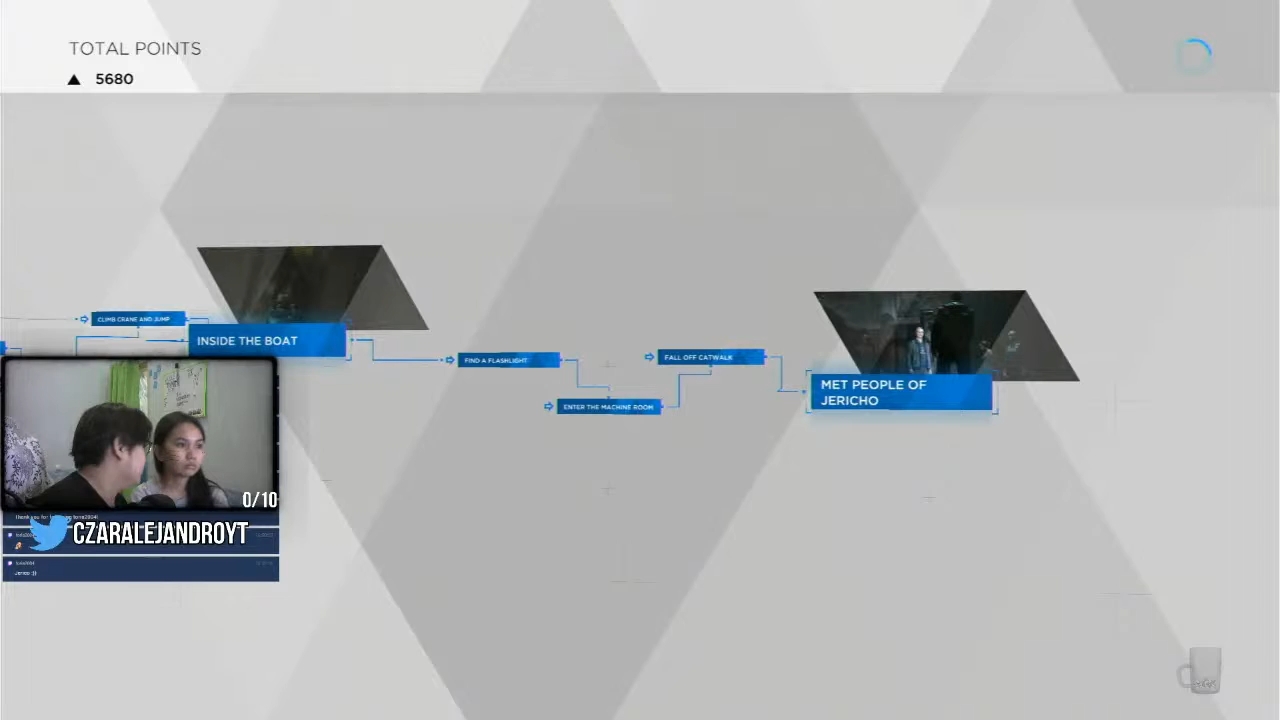 TOTAL POINTS
5680
CLIMB CRANE AND JUMP
INSIDE THE BOAT
FIND A FLASHLIGHT
FALL OFF CATWALK
ENTER THE MACHINE ROOM
MET PEOPLE OF
JERICHO
0/10
CZARALEJANDROYT